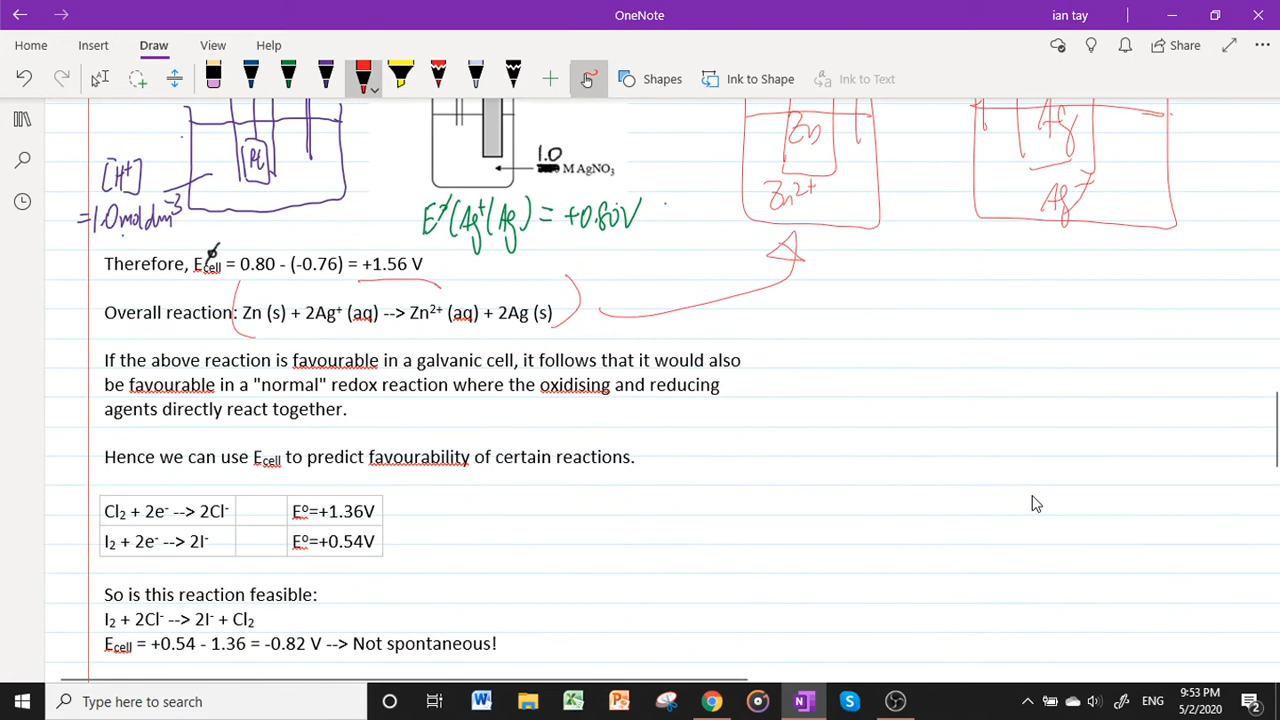 OneNote
ian tay
Home Insert Draw View Help
Share
Shapes
Ink to Shape
Ink to Text
[H⁺]
=1.0moldm⁻³
Pt
1.0
M AgNO₃
E°(Ag⁺/Ag) = +0.80V
Zn
Zn²⁺
Ag
Ag⁺
Therefore, E°cell = 0.80 - (-0.76) = +1.56 V
Overall reaction: Zn (s) + 2Ag⁺ (aq) --> Zn²⁺ (aq) + 2Ag (s)
If the above reaction is favourable in a galvanic cell, it follows that it would also
be favourable in a "normal" redox reaction where the oxidising and reducing
agents directly react together.
Hence we can use Ecell to predict favourability of certain reactions.
Cl₂ + 2e⁻ --> 2Cl⁻ E⁰=+1.36V
I₂ + 2e⁻ --> 2I⁻ E⁰=+0.54V
So is this reaction feasible:
I₂ + 2Cl⁻ --> 2I⁻ + Cl₂
Ecell = +0.54 - 1.36 = -0.82 V --> Not spontaneous!
Type here to search
ENG
9:53 PM
5/2/2020
2